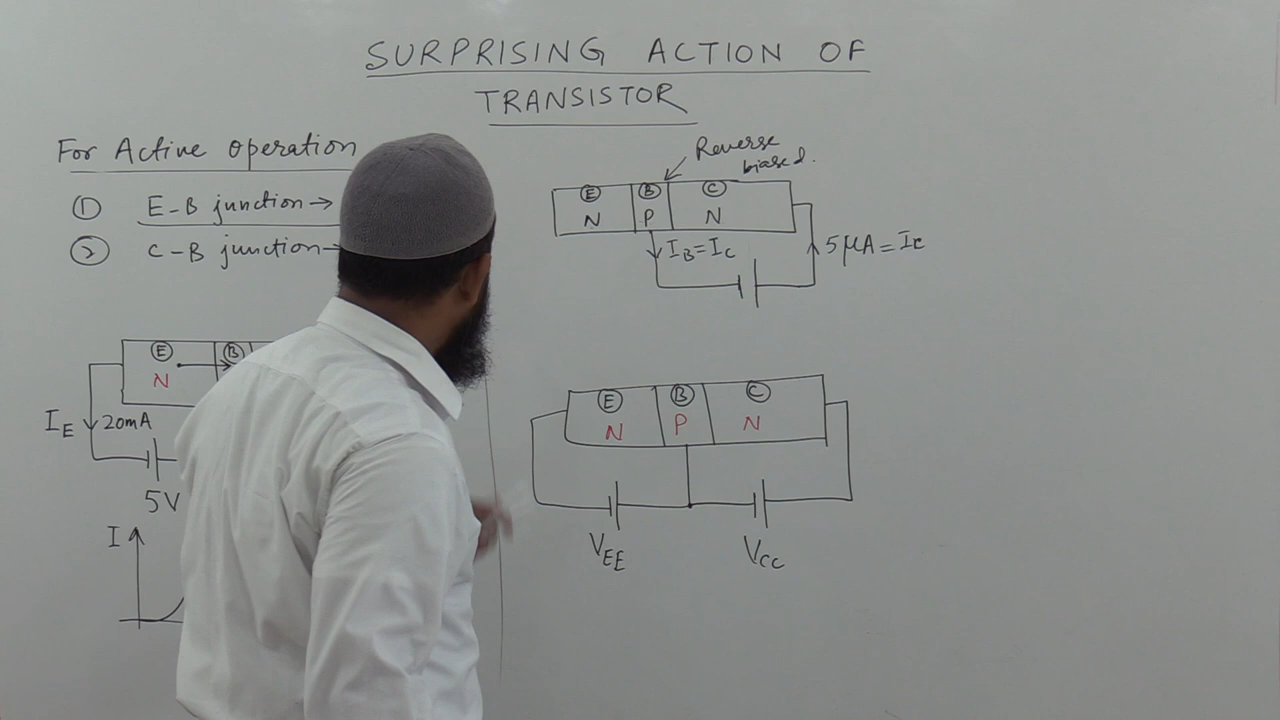 SURPRISING ACTION OF
TRANSISTOR
For Active Operation
① E-B junction →
② C-B junction →
E B
N
I_E 20mA
5V
I
Reverse
biased.
E B C
N P N
I_B = I_C
5μA = I_C
E B C
N P N
V_EE V_CC